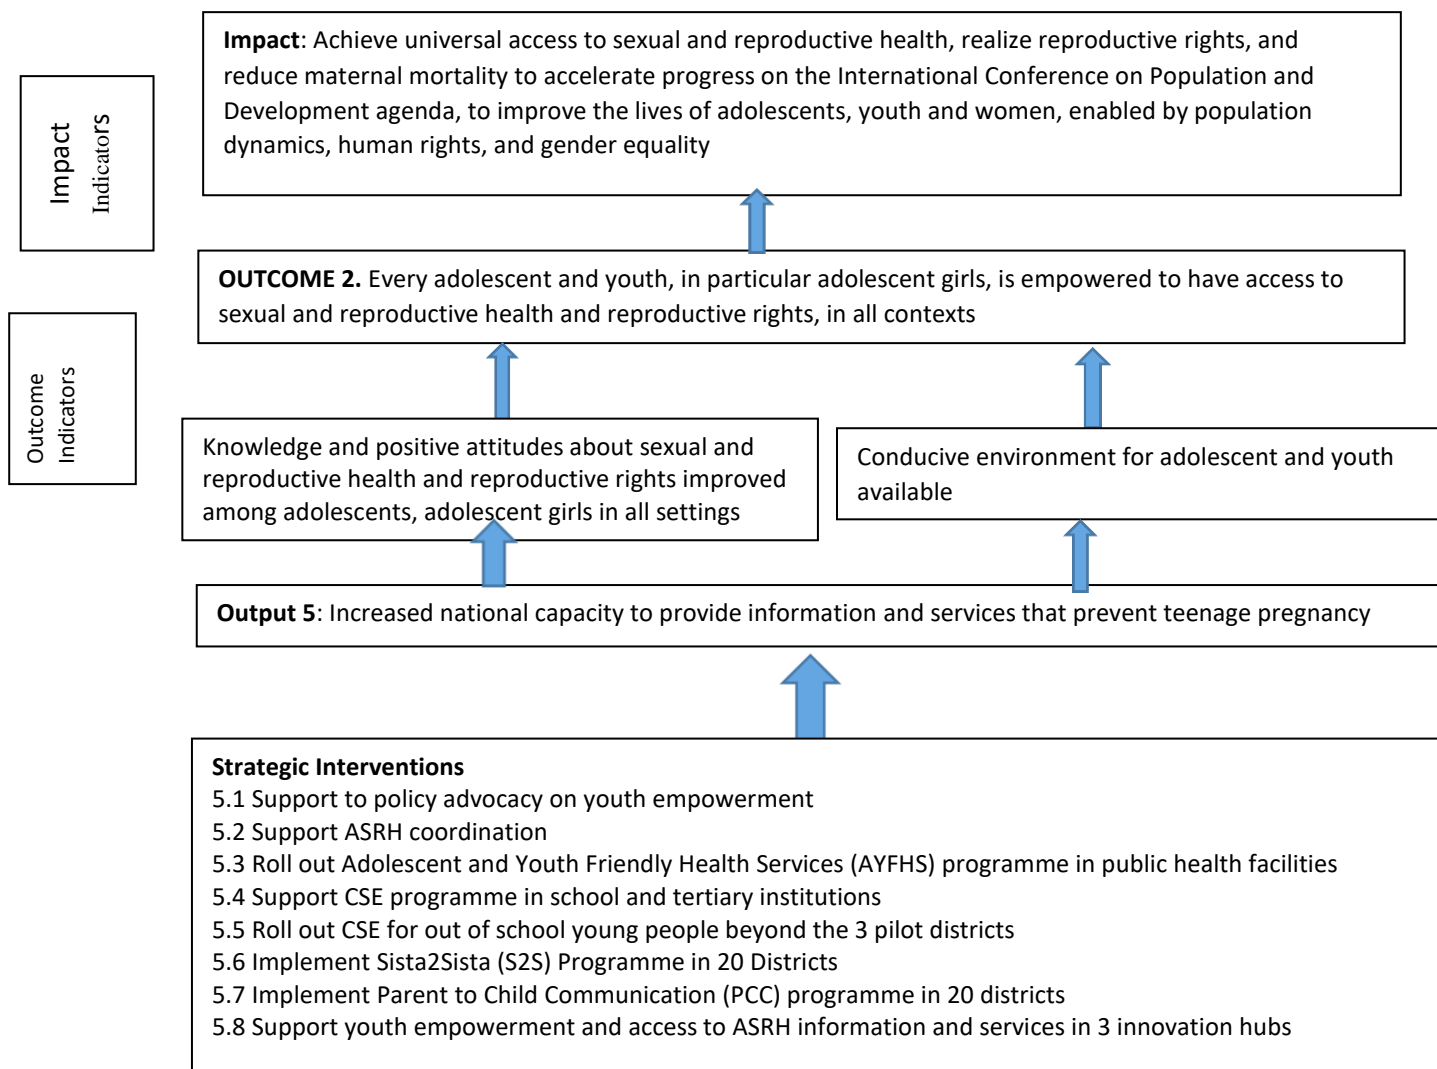 Impact: Achieve universal access to sexual and reproductive health, realize reproductive rights, and
reduce maternal mortality to accelerate progress on the International Conference on Population and
Development agenda, to improve the lives of adolescents, youth and women, enabled by population
dynamics, human rights, and gender equality
Impact
Indicators
OUTCOME 2. Every adolescent and youth, in particular adolescent girls, is empowered to have access to
sexual and reproductive health and reproductive rights, in all contexts
Outcome
Indicators
Knowledge and positive attitudes about sexual and
reproductive health and reproductive rights improved
among adolescents, adolescent girls in all settings
Conducive environment for adolescent and youth
available
Output 5: Increased national capacity to provide information and services that prevent teenage pregnancy
Strategic Interventions
5.1 Support to policy advocacy on youth empowerment
5.2 Support ASRH coordination
5.3 Roll out Adolescent and Youth Friendly Health Services (AYFHS) programme in public health facilities
5.4 Support CSE programme in school and tertiary institutions
5.5 Roll out CSE for out of school young people beyond the 3 pilot districts
5.6 Implement Sista2Sista (S2S) Programme in 20 Districts
5.7 Implement Parent to Child Communication (PCC) programme in 20 districts
5.8 Support youth empowerment and access to ASRH information and services in 3 innovation hubs